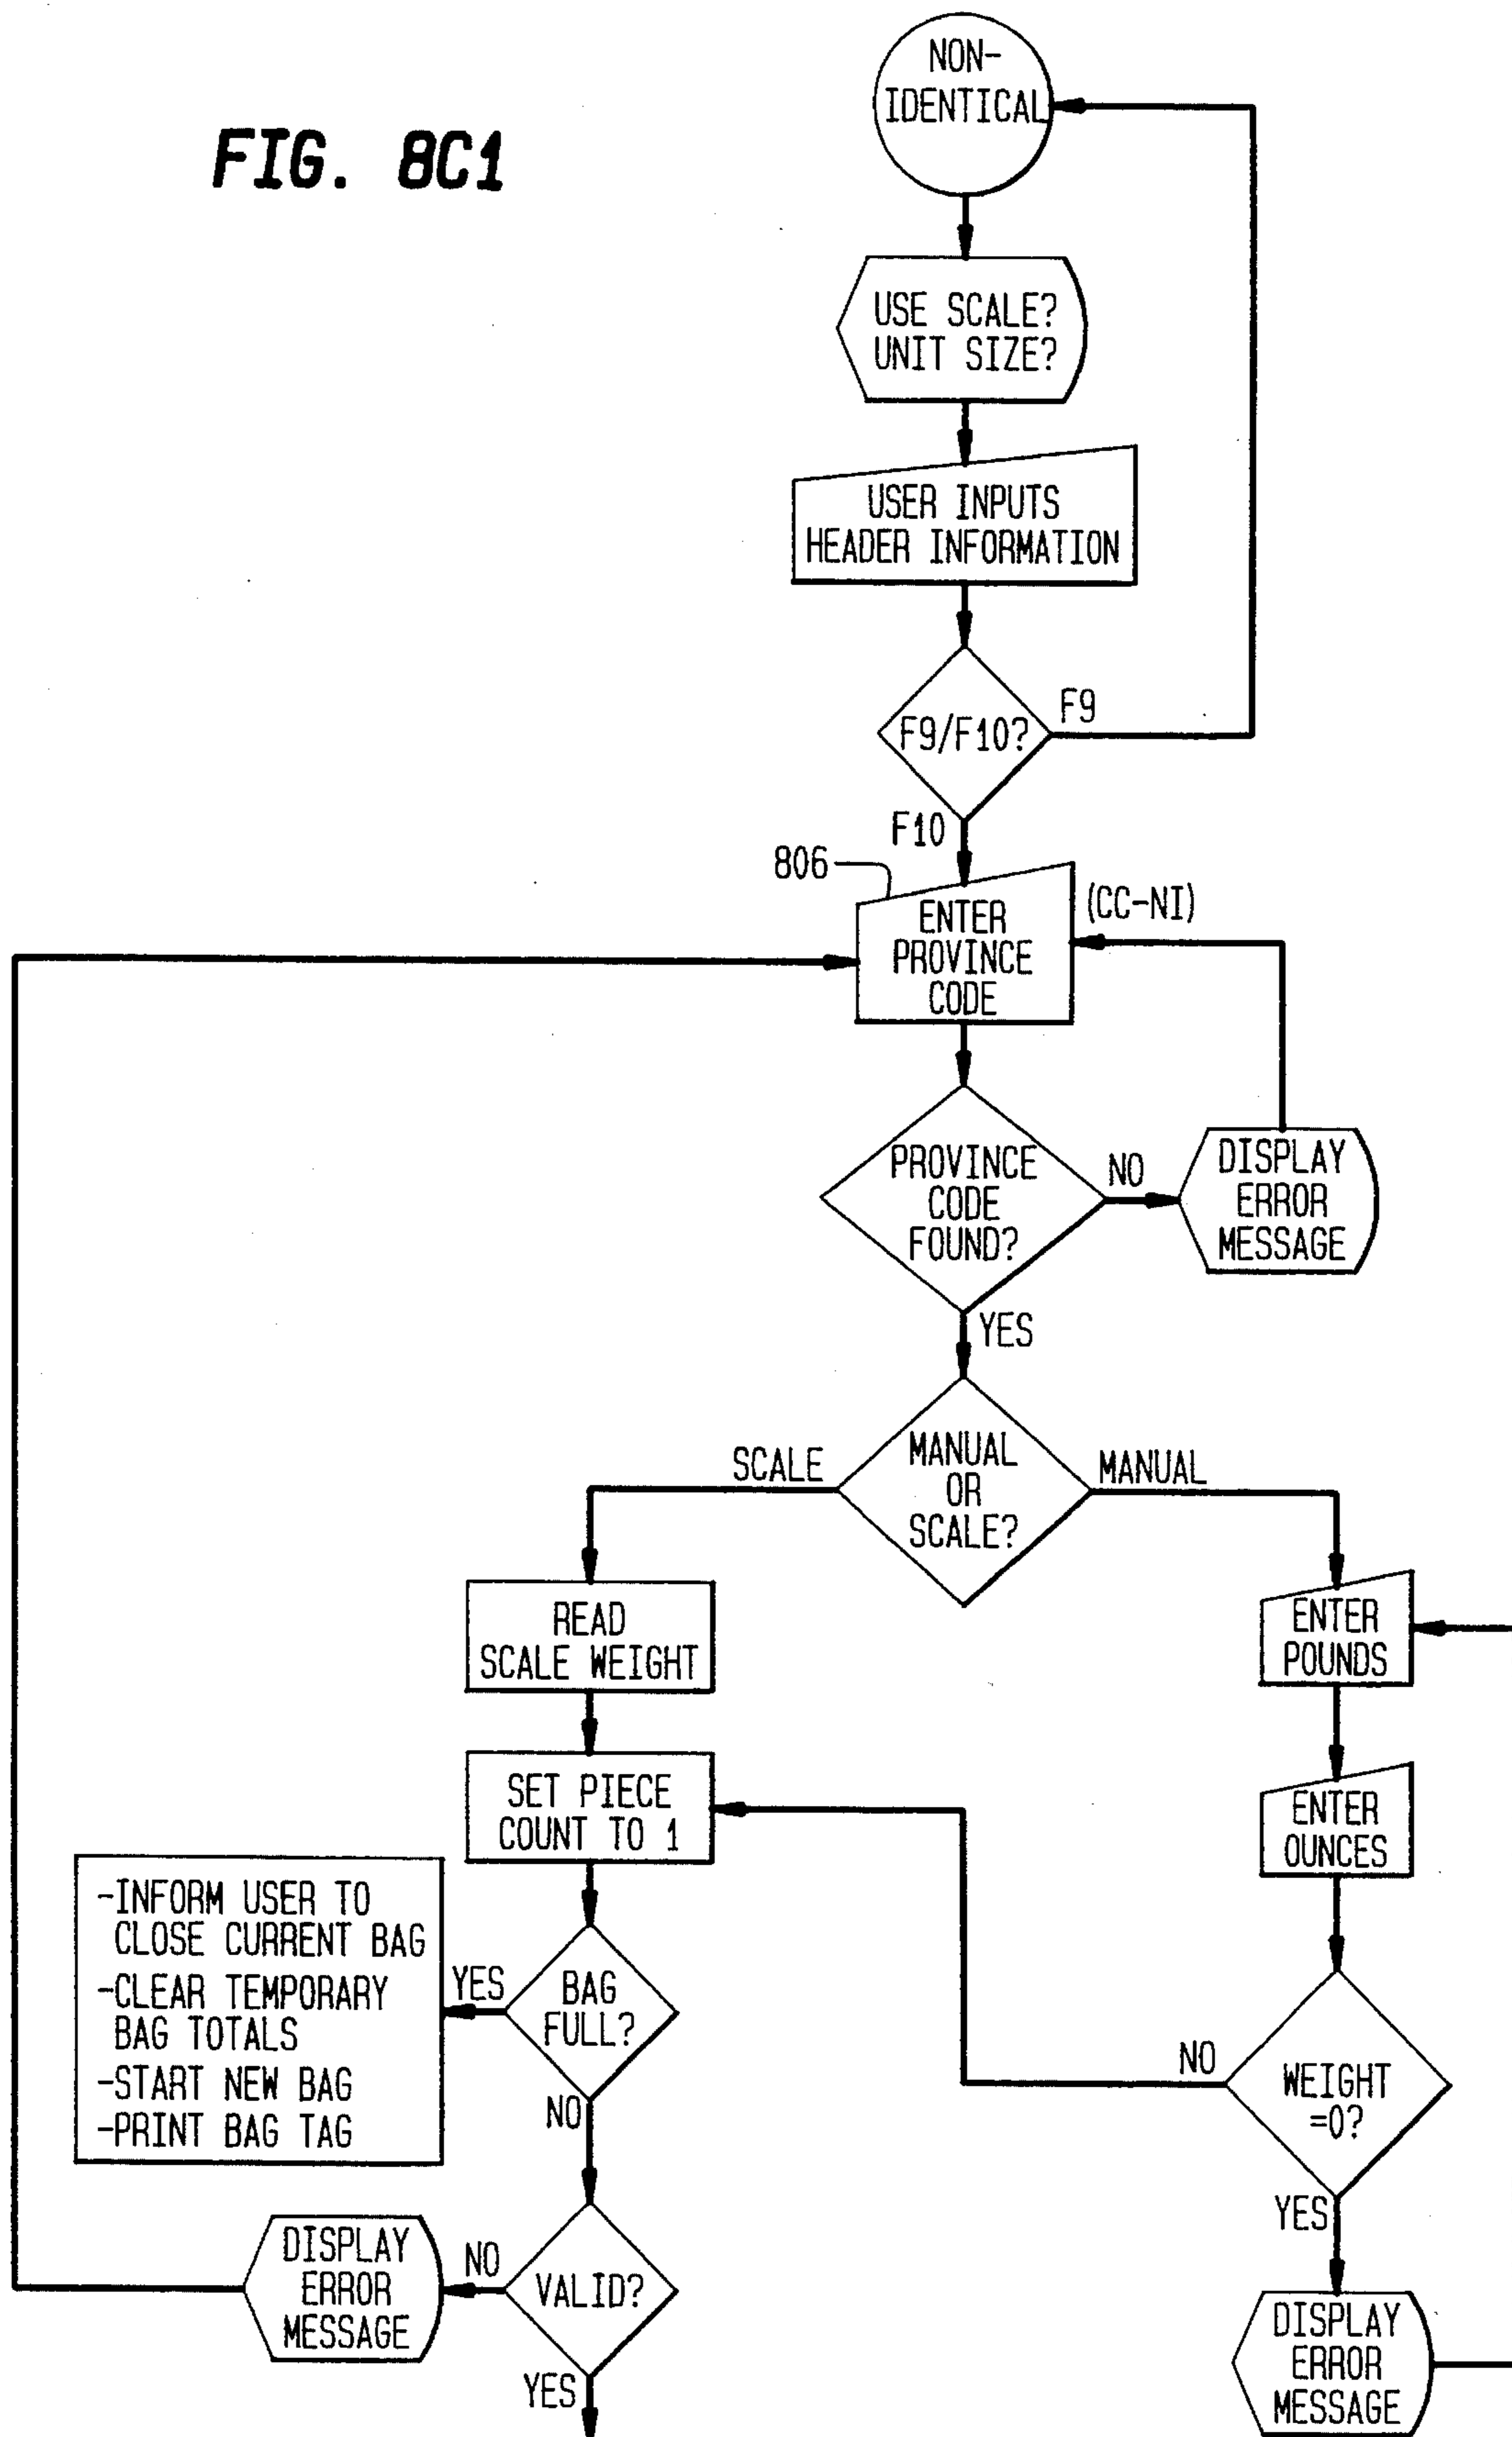 FIG. 8C1
NON-
IDENTICAL
USE SCALE?
UNIT SIZE?
USER INPUTS
HEADER INFORMATION
F9/F10?
F9
F10
806
ENTER
PROVINCE
CODE
(CC-NI)
PROVINCE
CODE
FOUND?
NO
DISPLAY
ERROR
MESSAGE
YES
MANUAL
OR
SCALE?
SCALE
MANUAL
READ
SCALE WEIGHT
ENTER
POUNDS
SET PIECE
COUNT TO 1
ENTER
OUNCES
-INFORM USER TO
CLOSE CURRENT BAG
-CLEAR TEMPORARY
BAG TOTALS
-START NEW BAG
-PRINT BAG TAG
YES
BAG
FULL?
NO
NO
WEIGHT
=0?
YES
DISPLAY
ERROR
MESSAGE
NO
VALID?
YES
DISPLAY
ERROR
MESSAGE